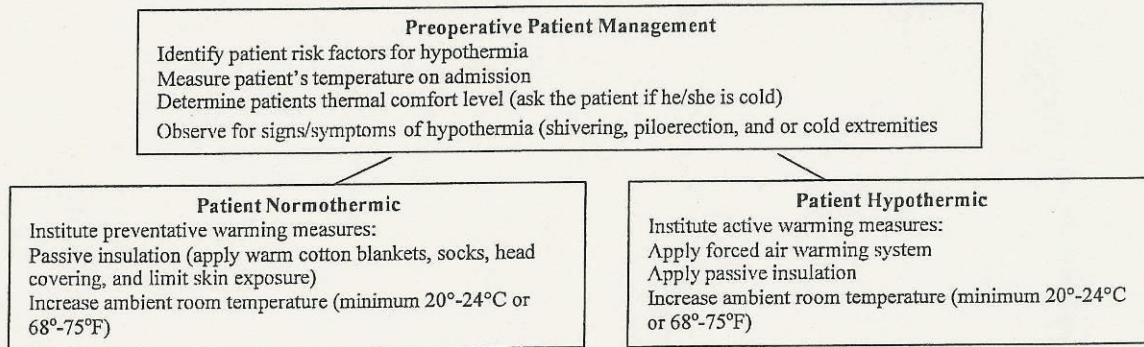 Preoperative Patient Management
Identify patient risk factors for hypothermia
Measure patient's temperature on admission
Determine patients thermal comfort level (ask the patient if he/she is cold)
Observe for signs/symptoms of hypothermia (shivering, piloerection, and or cold extremities
Patient Normothermic
Institute preventative warming measures:
Passive insulation (apply warm cotton blankets, socks, head
covering, and limit skin exposure)
Increase ambient room temperature (minimum 20°-24°C or
68°-75°F)
Patient Hypothermic
Institute active warming measures:
Apply forced air warming system
Apply passive insulation
Increase ambient room temperature (minimum 20°-24°C
or 68°-75°F)